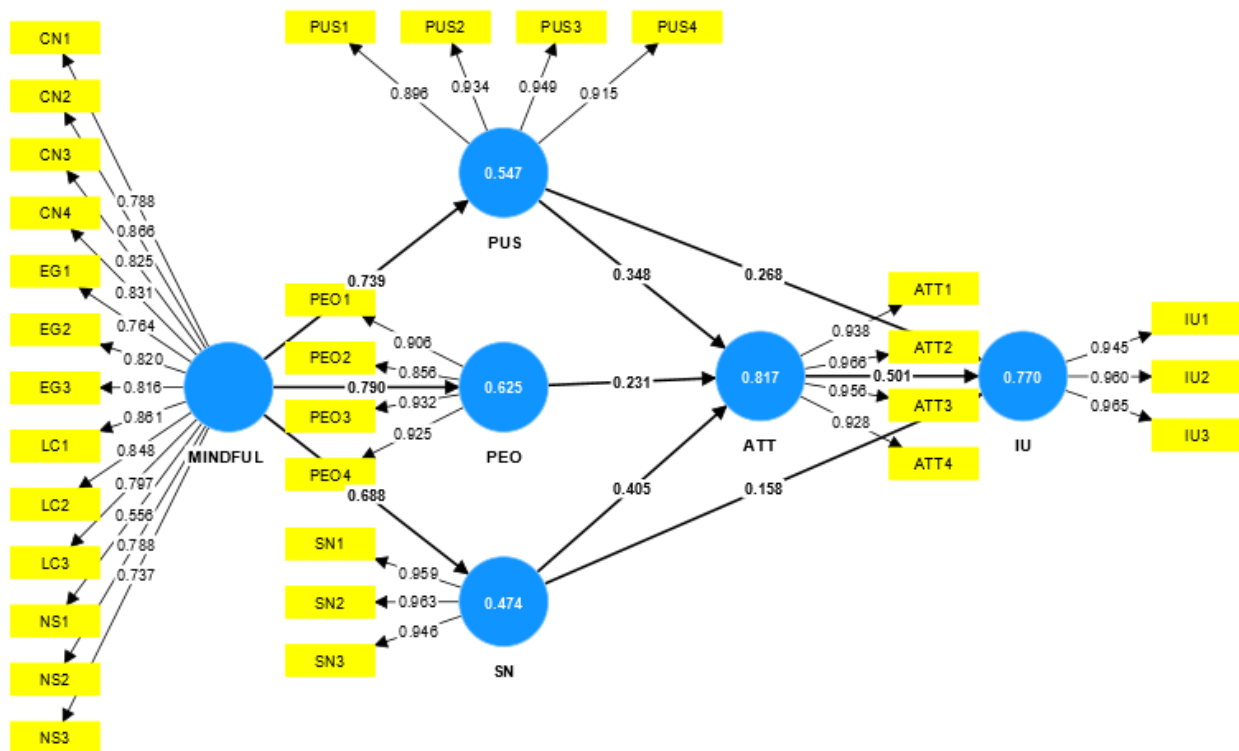 CN1
CN2
CN3
CN4
EG1
EG2
EG3
LC1
LC2
LC3
NS1
NS2
NS3
0.788
0.866
0.825
0.831
0.764
0.820
0.816
0.861
0.848
0.797
0.556
0.788
0.737
MINDFUL
0.739
0.790
0.688
PUS1
PUS2
PUS3
PUS4
0.896
0.934
0.949
0.915
0.547
PUS
PEO1
PEO2
PEO3
PEO4
0.906
0.856
0.932
0.925
0.625
PEO
SN1
SN2
SN3
0.959
0.963
0.946
0.474
SN
0.348
0.268
0.231
0.405
0.158
0.817
ATT
0.938
0.966
0.956
0.928
ATT1
ATT2
ATT3
ATT4
0.501
0.770
IU
0.945
0.960
0.965
IU1
IU2
IU3